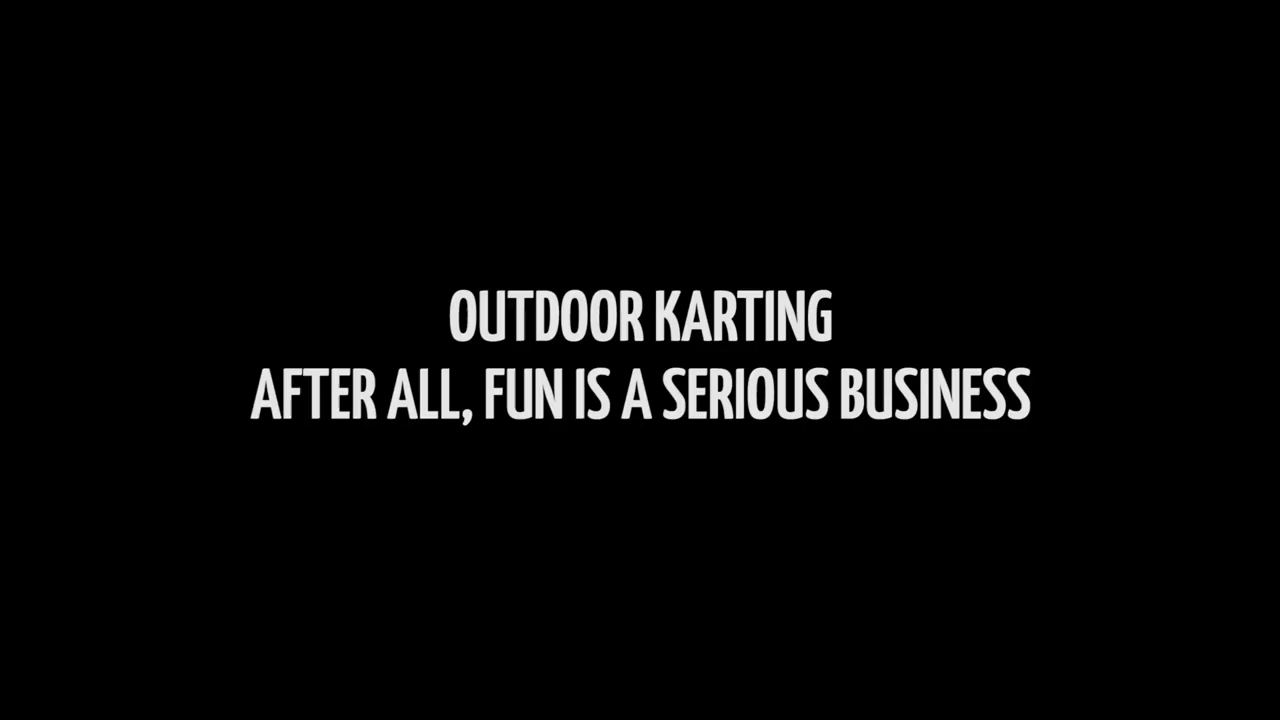 OUTDOOR KARTING
AFTER ALL, FUN IS A SERIOUS BUSINESS